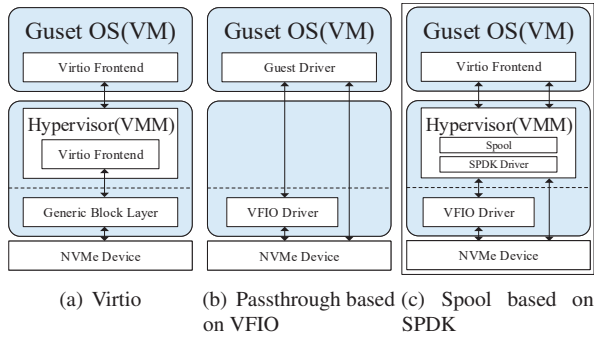 Guset OS(VM)
Virtio Frontend
Hypervisor(VMM)
Virtio Frontend
Generic Block Layer
NVMe Device
(a) Virtio
Guset OS(VM)
Guest Driver
VFIO Driver
NVMe Device
(b) Passthrough based
on VFIO
Guset OS(VM)
Virtio Frontend
Hypervisor(VMM)
Spool
SPDK Driver
VFIO Driver
NVMe Device
(c) Spool based on
SPDK